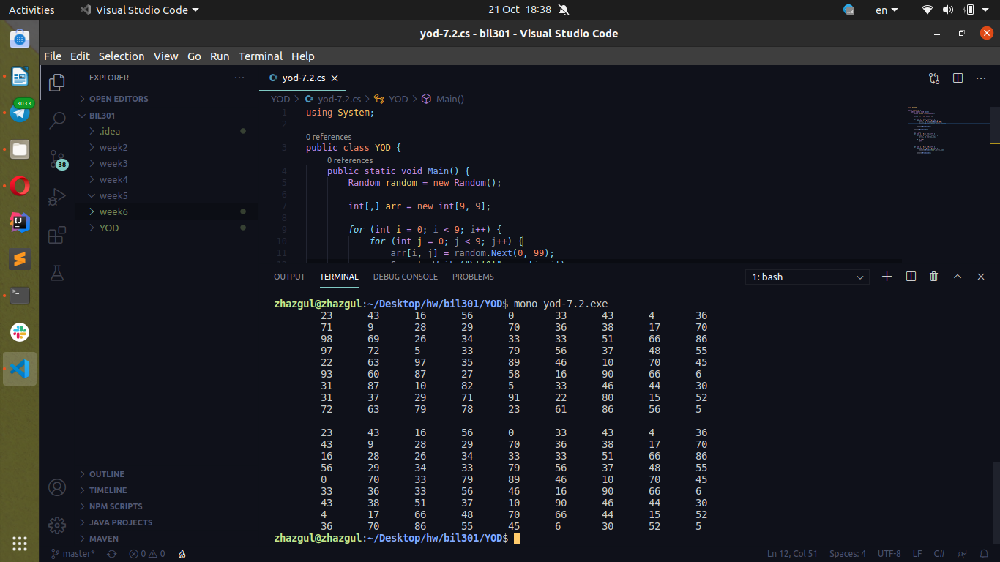 Activities Visual Studio Code 21 Oct 18:38 en
yod-7.2.cs - bil301 - Visual Studio Code
File Edit Selection View Go Run Terminal Help
EXPLORER
OPEN EDITORS
BIL301
.idea
week2
week3
week4
week5
week6
YOD
OUTLINE
TIMELINE
NPM SCRIPTS
JAVA PROJECTS
MAVEN
3033
38
yod-7.2.cs
YOD > yod-7.2.cs > YOD > Main()
1 using System;
2
0 references
3 public class YOD {
0 references
4 public static void Main() {
5 Random random = new Random();
6
7 int[,] arr = new int[9, 9];
8
9 for (int i = 0; i < 9; i++) {
10 for (int j = 0; j < 9; j++) {
11 arr[i, j] = random.Next(0, 99);
OUTPUT TERMINAL DEBUG CONSOLE PROBLEMS 1: bash
zhazgul@zhazgul:~/Desktop/hw/bil301/YOD$ mono yod-7.2.exe
23 43 16 56 0 33 43 4 36
71 9 28 29 70 36 38 17 70
98 69 26 34 33 33 51 66 86
97 72 5 33 79 56 37 48 55
22 63 97 35 89 46 10 70 45
93 60 87 27 58 16 90 66 6
31 87 10 82 5 33 46 44 30
31 37 29 71 91 22 80 15 52
72 63 79 78 23 61 86 56 5
23 43 16 56 0 33 43 4 36
43 9 28 29 70 36 38 17 70
16 28 26 34 33 33 51 66 86
56 29 34 33 79 56 37 48 55
0 70 33 79 89 46 10 70 45
33 36 33 56 46 16 90 66 6
43 38 51 37 10 90 46 44 30
4 17 66 48 70 66 44 15 52
36 70 86 55 45 6 30 52 5
zhazgul@zhazgul:~/Desktop/hw/bil301/YOD$
master* 0 0 Ln 12, Col 51 Spaces: 4 UTF-8 LF C#